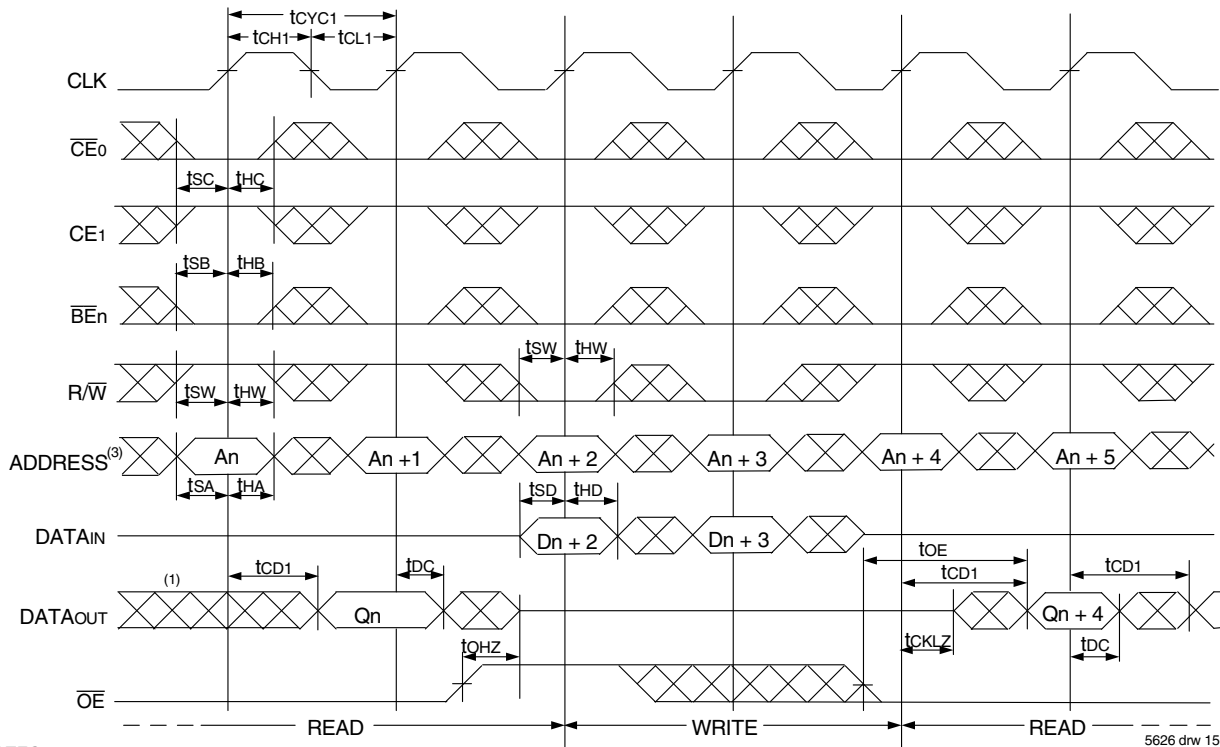 tCYC1
tCH1 tCL1
CLK
CE0
tSC tHC
CE1
tSB tHB
BEn
tSW tHW
R/W
tSW tHW
ADDRESS(3) An An +1 An + 2 An + 3 An + 4 An + 5
tSA tHA tSD tHD
DATAIN Dn + 2 Dn + 3
tOE
(1) tCD1 tDC tCD1 tCD1
DATAOUT Qn Qn + 4
tOHZ tCKLZ tDC
OE
READ WRITE READ
5626 drw 15